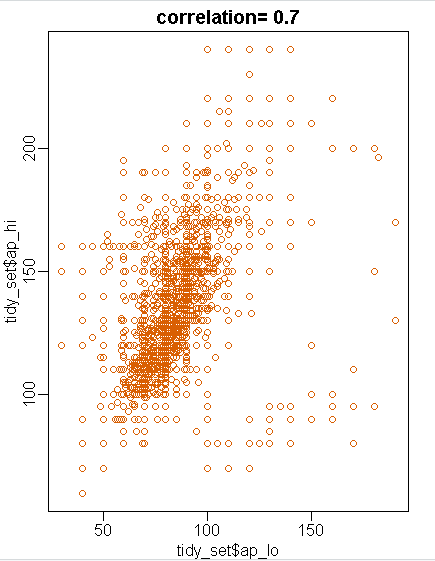 correlation= 0.7
200
150
100
tidy_set$ap_hi
50 100 150
tidy_set$ap_lo